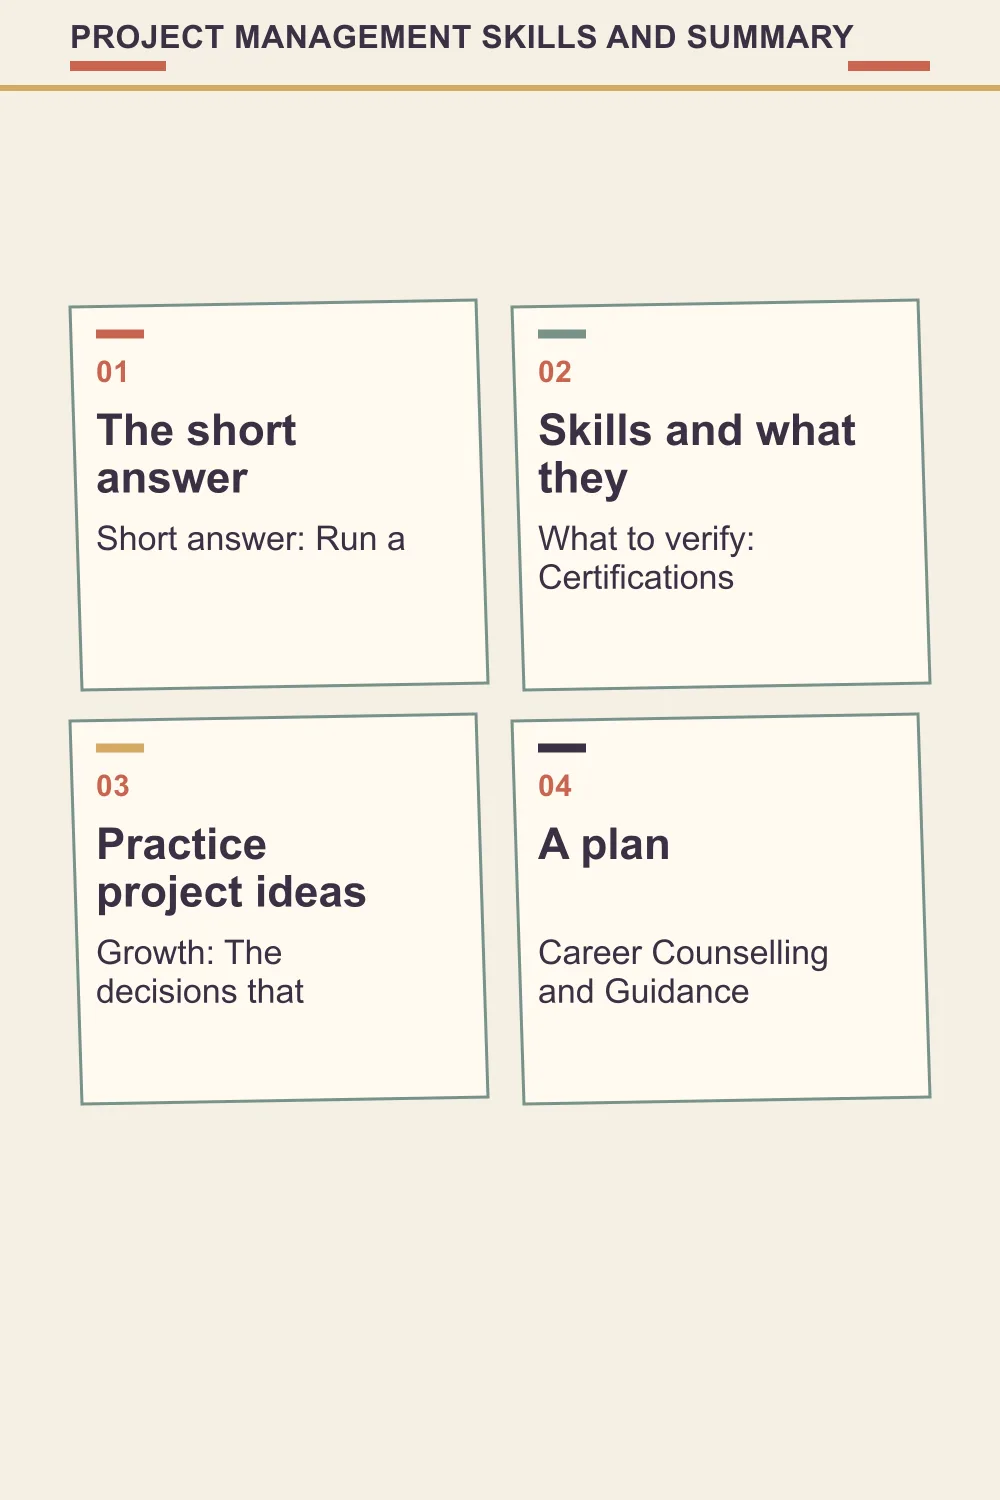 PROJECT MANAGEMENT SKILLS AND SUMMARY
01
The short
answer
Short answer: Run a
02
Skills and what
they
What to verify:
Certifications
03
Practice
project ideas
Growth: The
decisions that
04
A plan
Career Counselling
and Guidance